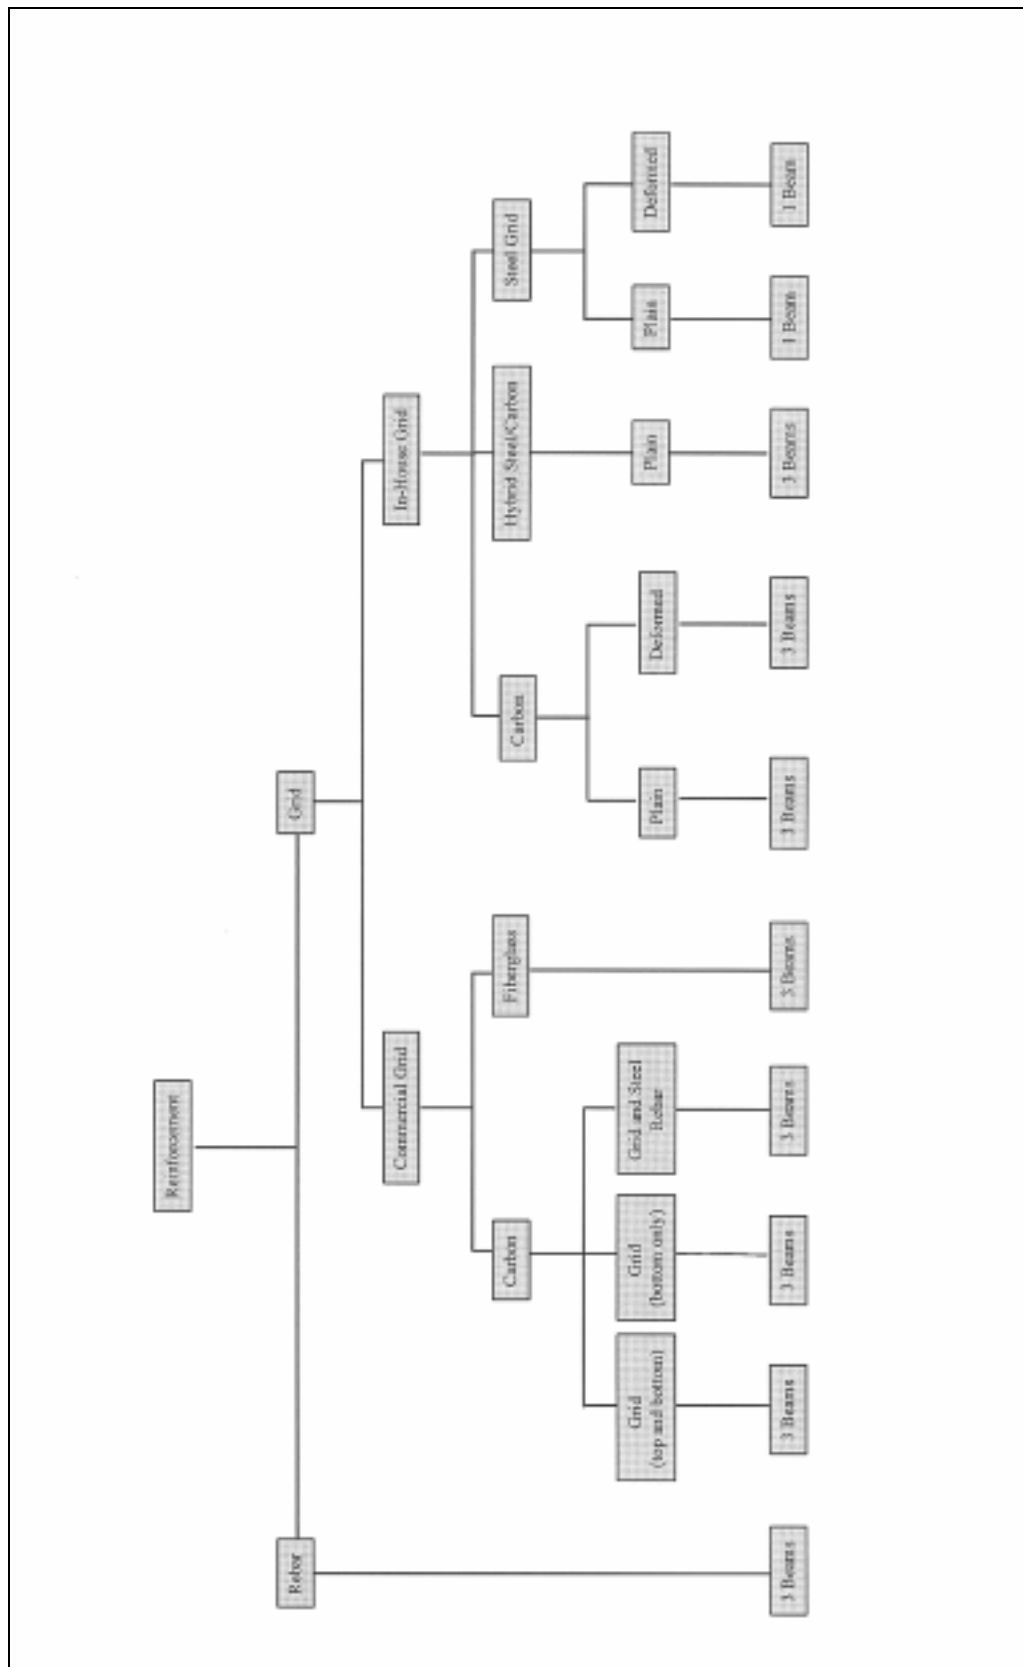 Reinforcement
Rebar
Grid
Commercial Grid
In-House Grid
Carbon
Fiberglass
Carbon
Hybrid Steel/Carbon
Steel Grid
Grid
(top and bottom)
Grid
(bottom only)
Grid and Steel
Rebar
Plain
Deformed
Plain
Plain
Deformed
3 Beams
3 Beams
3 Beams
3 Beams
3 Beams
3 Beams
3 Beams
3 Beams
1 Beam
1 Beam